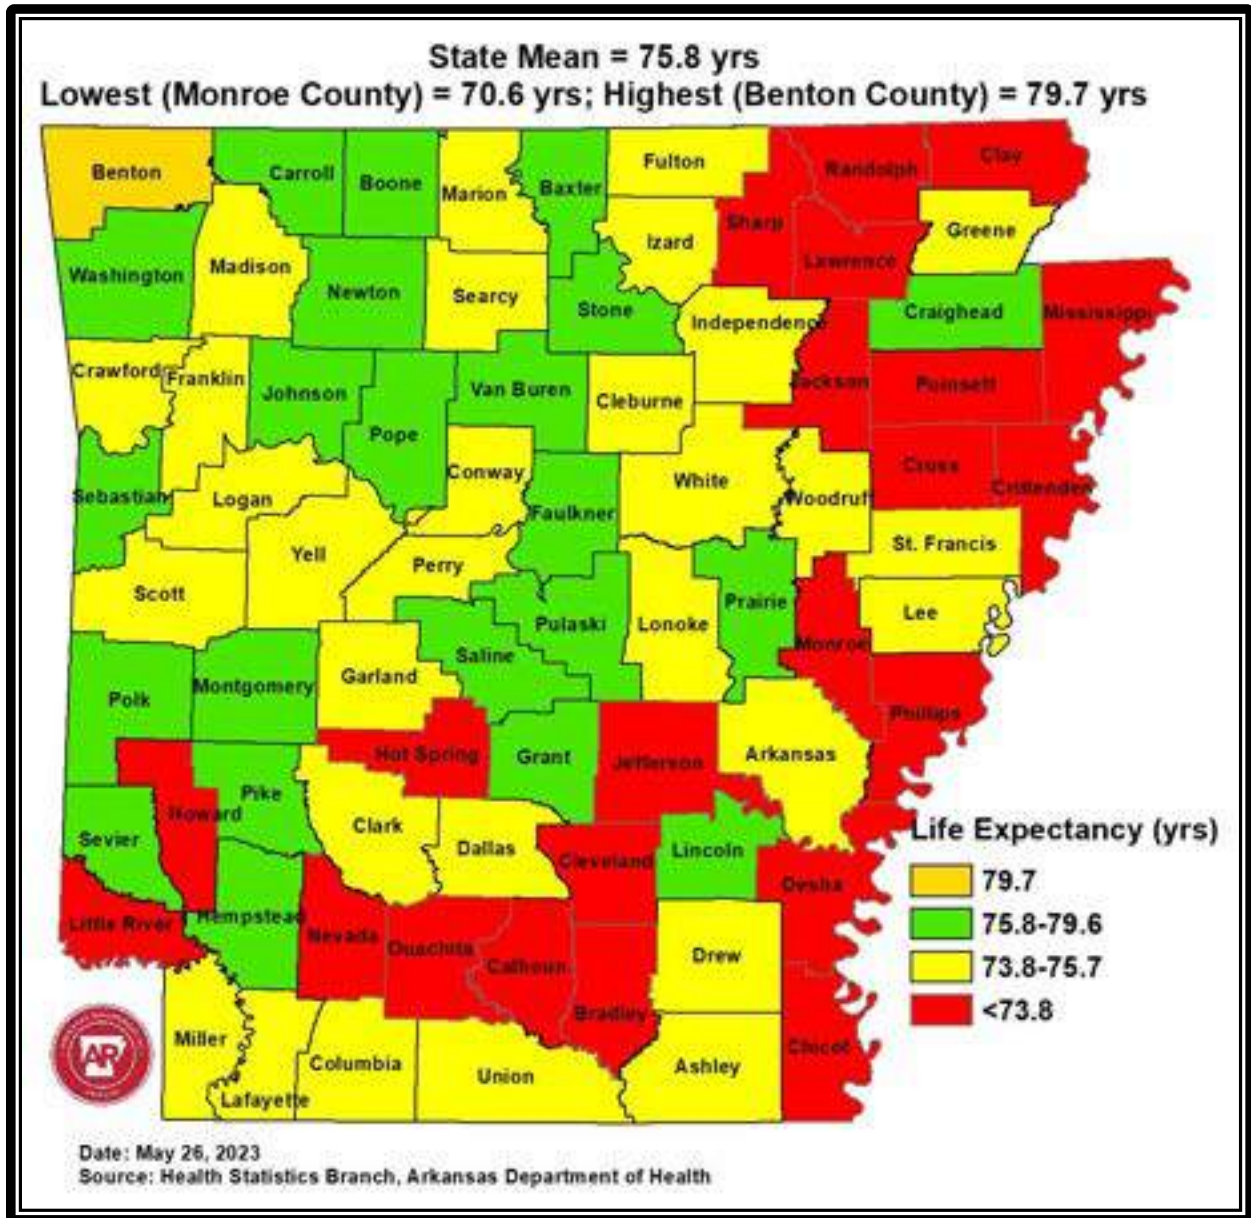 State Mean = 75.8 yrs
Lowest (Monroe County) = 70.6 yrs; Highest (Benton County) = 79.7 yrs
Benton
Carroll
Boone
Marion
Baxter
Fulton
Randolph
Clay
Sharp
Izard
Greene
Lawrence
Washington
Madison
Newton
Searcy
Stone
Independence
Craighead
Mississippi
Crawford
Franklin
Johnson
Pope
Van Buren
Cleburne
Jackson
Poinsett
Sebastian
Logan
Conway
Faulkner
White
Woodruff
Cross
Crittenden
Scott
Yell
Perry
St. Francis
Pulaski
Lonoke
Prairie
Lee
Monroe
Polk
Montgomery
Garland
Saline
Phillips
Hot Spring
Grant
Jefferson
Arkansas
Howard
Pike
Sevier
Clark
Dallas
Cleveland
Lincoln
Desha
Little River
Hempstead
Nevada
Ouachita
Calhoun
Bradley
Drew
Chicot
Miller
Lafayette
Columbia
Union
Ashley
Life Expectancy (yrs)
79.7
75.8-79.6
73.8-75.7
<73.8
AR
Date: May 26, 2023
Source: Health Statistics Branch, Arkansas Department of Health